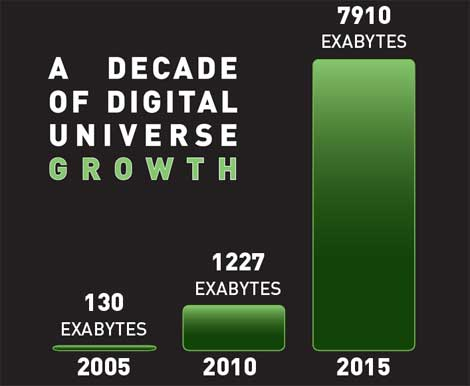 A DECADE
OF DIGITAL
UNIVERSE
GROWTH
130
EXABYTES
2005
1227
EXABYTES
2010
7910
EXABYTES
2015